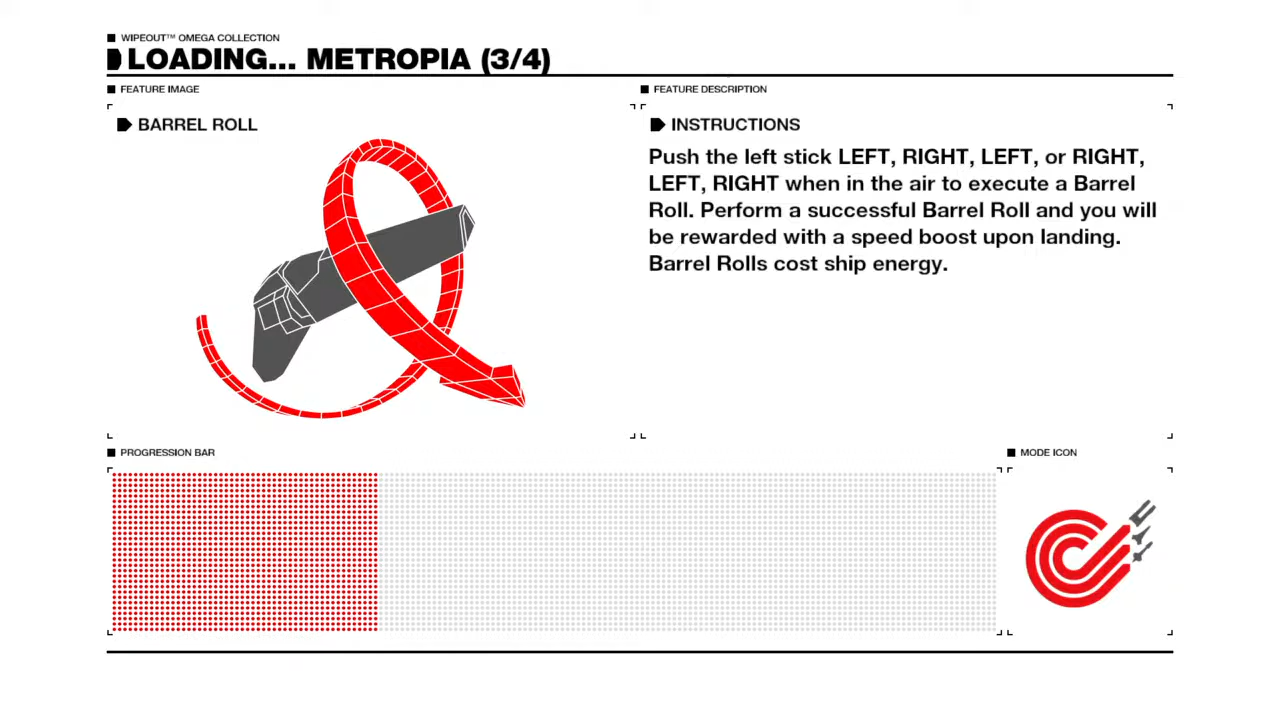 WIPEOUT™ OMEGA COLLECTION
LOADING... METROPIA (3/4)
FEATURE IMAGE
BARREL ROLL
FEATURE DESCRIPTION
INSTRUCTIONS
Push the left stick LEFT, RIGHT, LEFT, or RIGHT,
LEFT, RIGHT when in the air to execute a Barrel
Roll. Perform a successful Barrel Roll and you will
be rewarded with a speed boost upon landing.
Barrel Rolls cost ship energy.
PROGRESSION BAR
MODE ICON